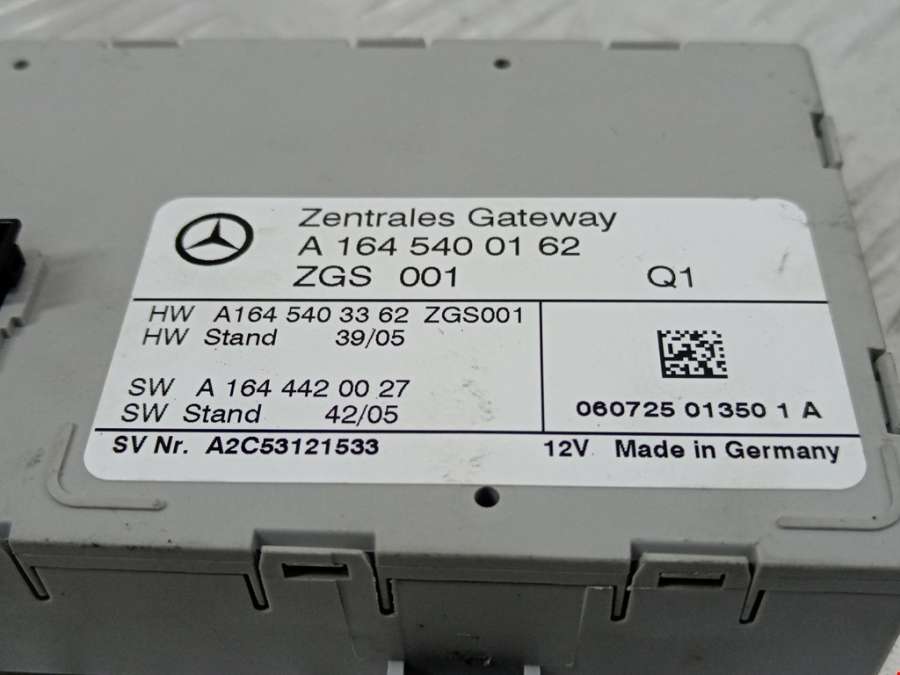 Zentrales Gateway
A 164 540 01 62
ZGS 001 Q1
HW A164 540 33 62 ZGS001
HW Stand 39/05
SW A 164 442 00 27
SW Stand 42/05
060725 01350 1 A
SV Nr. A2C53121533 12V Made in Germany